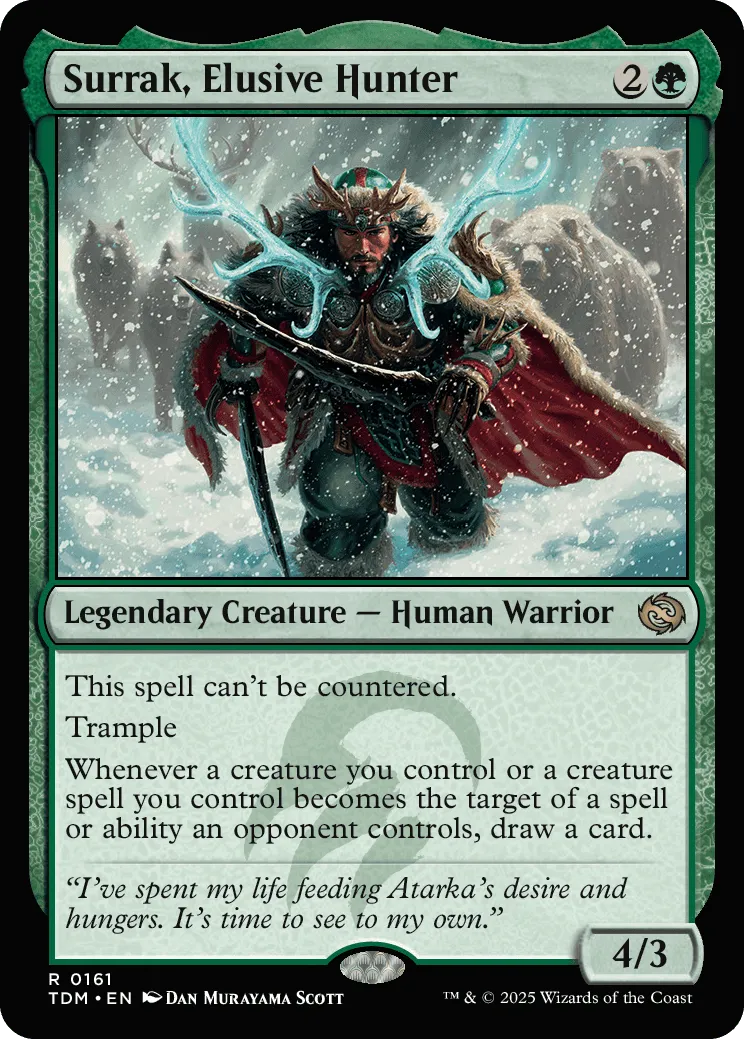 Surrak, Elusive Hunter 2
Legendary Creature — Human Warrior
This spell can't be countered.
Trample
Whenever a creature you control or a creature
spell you control becomes the target of a spell
or ability an opponent controls, draw a card.
"I've spent my life feeding Atarka's desire and
hungers. It's time to see to my own."
4/3
R 0161
TDM • EN Dan Murayama Scott
™ & © 2025 Wizards of the Coast